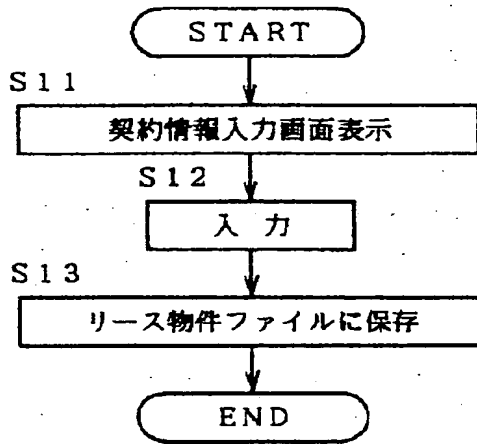 START
S11
契約情報入力画面表示
S12
入 力
S13
リース物件ファイルに保存
END